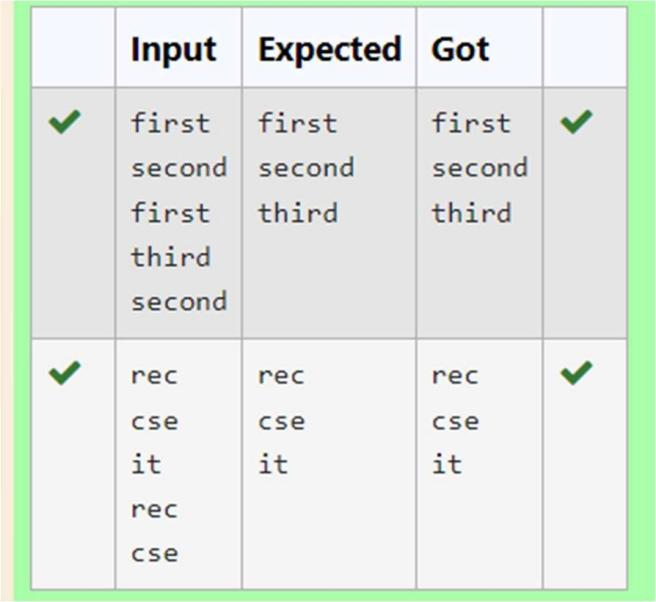 Input Expected Got
first first first
second second second
first third third
third
second
rec rec rec
cse cse cse
it it it
rec
cse